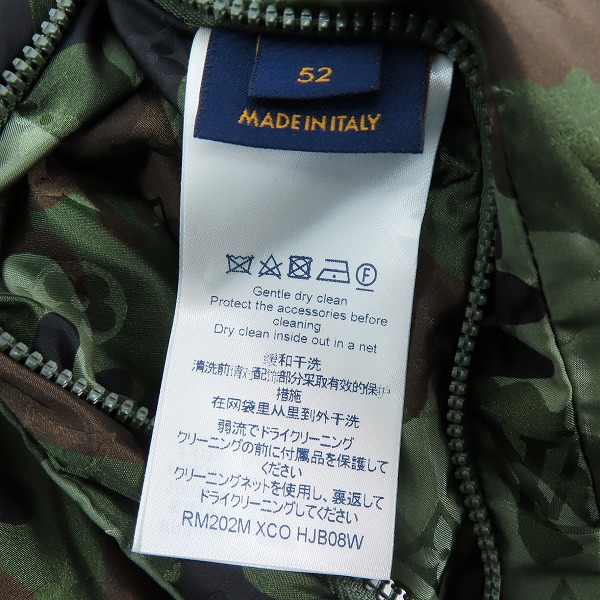 52
MADE IN ITALY
F
Gentle dry clean
Protect the accessories before
cleaning
Dry clean inside out in a net
缓和干洗
清洗前请对配饰部分采取有效的保护
措施
在网袋里从里到外干洗
弱流でドライクリーニング
クリーニングの前に付属品を保護して
ください
クリーニングネットを使用し、裏返して
ドライクリーニングしてください
RM202M XCO HJB08W